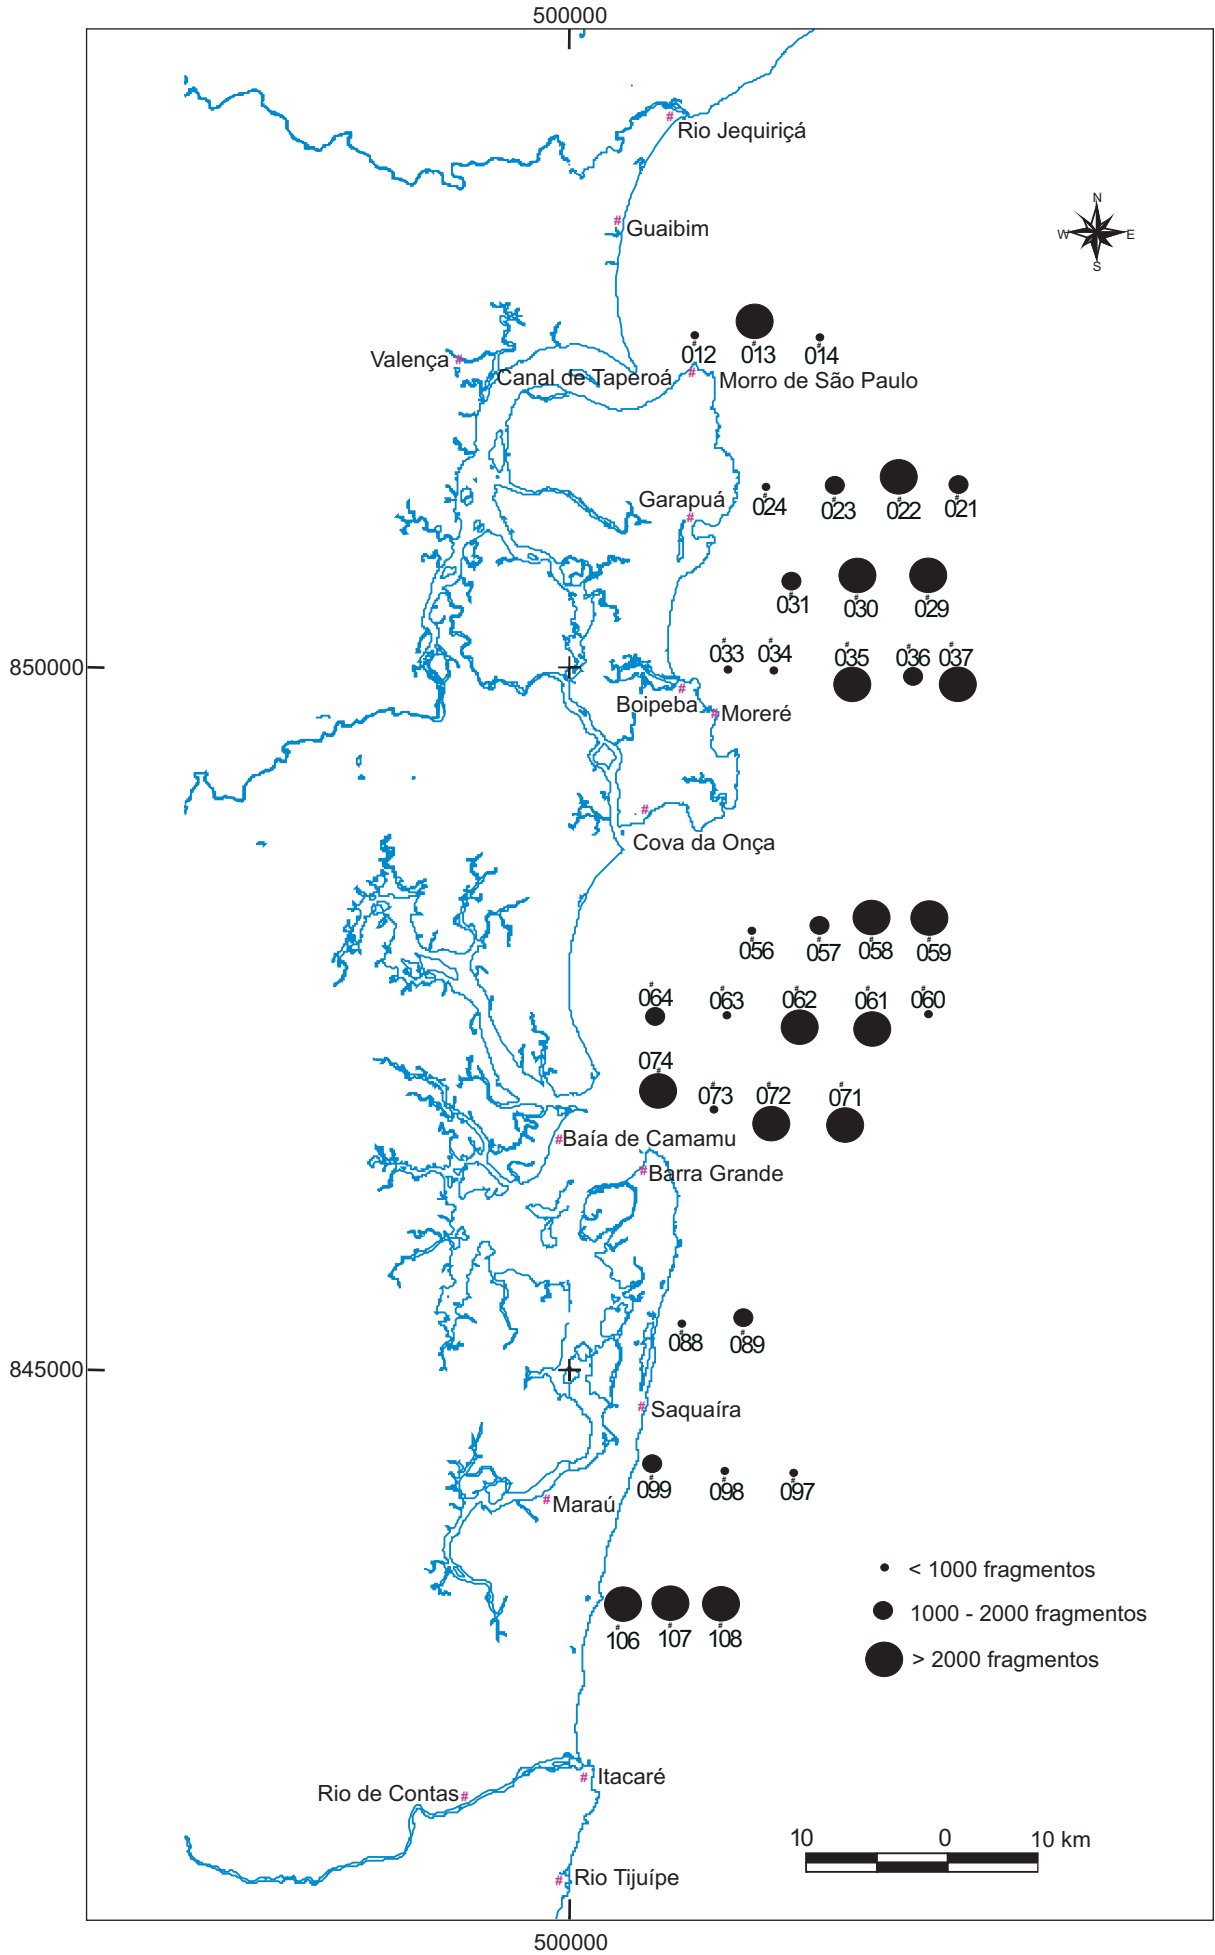 500000
Rio Jequiriçá
N
W E
S
Guaibim
012 013 014
Valença
Canal de Taperoá
Morro de São Paulo
Garapuá
024 023 022 021
031 030 029
033 034 035 036 037
850000
Boipeba
Moreré
Cova da Onça
056 057 058 059
064 063 062 061 060
074 073 072 071
Baía de Camamu
Barra Grande
088 089
845000
Saquaíra
099 098 097
Maraú
< 1000 fragmentos
1000 - 2000 fragmentos
> 2000 fragmentos
106 107 108
Itacaré
Rio de Contas
10 0 10 km
Rio Tijuípe
500000